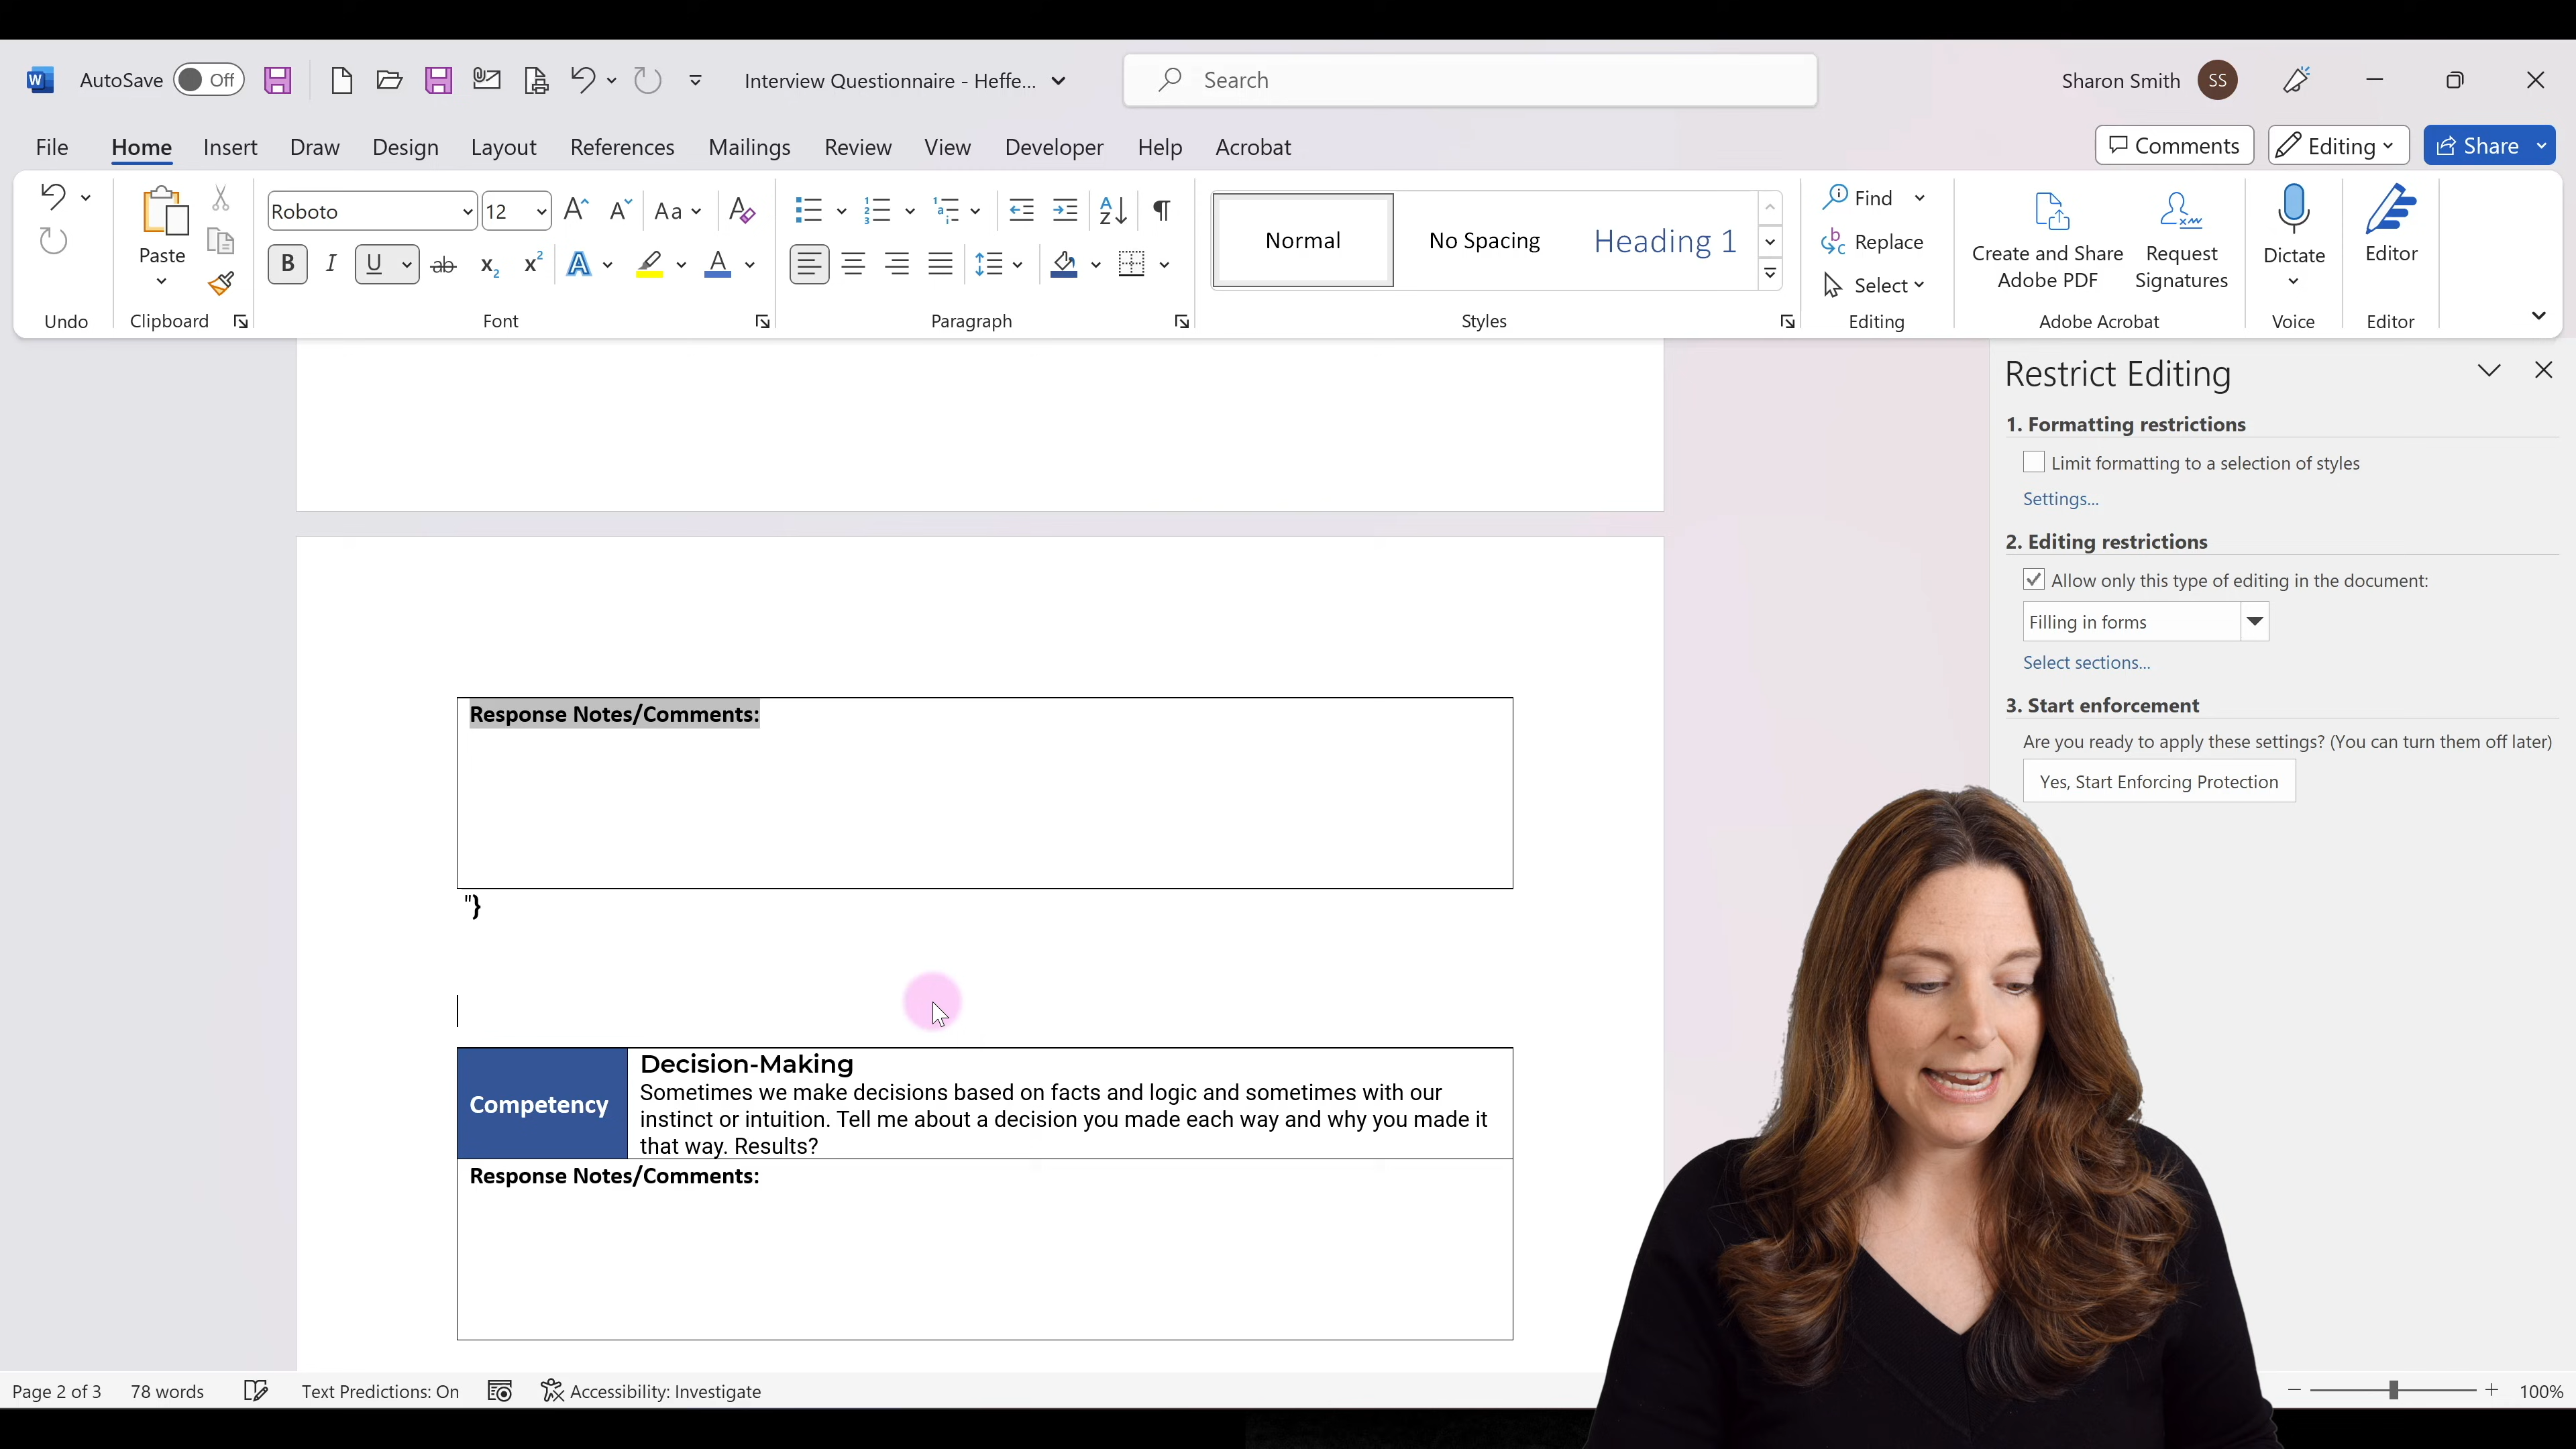 AutoSave Off Interview Questionnaire - Heffe... Search Sharon Smith SS
File Home Insert Draw Design Layout References Mailings Review View Developer Help Acrobat Comments Editing Share
Paste
Roboto 12
Aa
B I U ab x₂ x² A A
Normal No Spacing Heading 1
Find
Replace
Select
Create and Share
Adobe PDF
Request
Signatures
Dictate
Editor
Undo Clipboard Font Paragraph Styles Editing Adobe Acrobat Voice Editor
Restrict Editing
1. Formatting restrictions
Limit formatting to a selection of styles
Settings...
2. Editing restrictions
Allow only this type of editing in the document:
Filling in forms
Select sections...
3. Start enforcement
Are you ready to apply these settings? (You can turn them off later)
Yes, Start Enforcing Protection
Response Notes/Comments:
"}
Competency
Decision-Making
Sometimes we make decisions based on facts and logic and sometimes with our
instinct or intuition. Tell me about a decision you made each way and why you made it
that way. Results?
Response Notes/Comments:
Page 2 of 3 78 words Text Predictions: On Accessibility: Investigate 100%